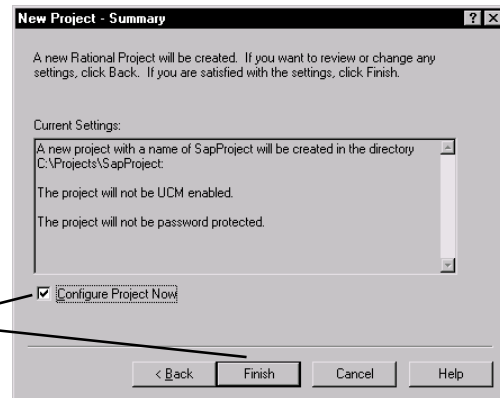 New Project - Summary
A new Rational Project will be created. If you want to review or change any
settings, click Back. If you are satisfied with the settings, click Finish.
Current Settings:
A new project with a name of SapProject will be created in the directory
C:\Projects\SapProject:
The project will not be UCM enabled.
The project will not be password protected.
Configure Project Now
< Back Finish Cancel Help